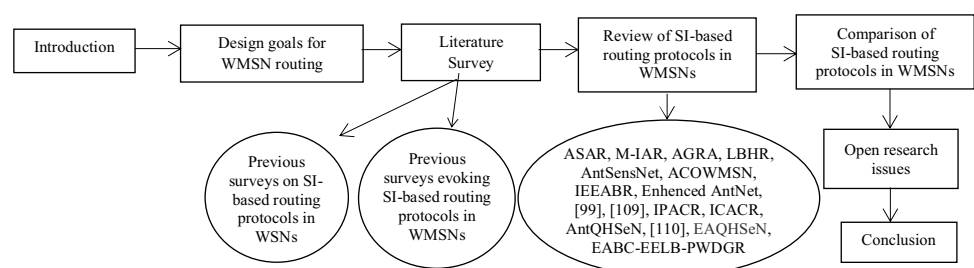 Introduction
Design goals for
WMSN routing
Literature
Survey
Review of SI-based
routing protocols in
WMSNs
Comparison of
SI-based routing
protocols in WMSNs
Previous
surveys on SI-
based routing
protocols in
WSNs
Previous
surveys evoking
SI-based routing
protocols in
WMSNs
ASAR, M-IAR, AGRA, LBHR,
AntSensNet, ACOWMSN,
IEEABR, Enhenced AntNet,
[99], [109], IPACR, ICACR,
AntQHSeN, [110], EAQHSeN,
EABC-EELB-PWDGR
Open research
issues
Conclusion